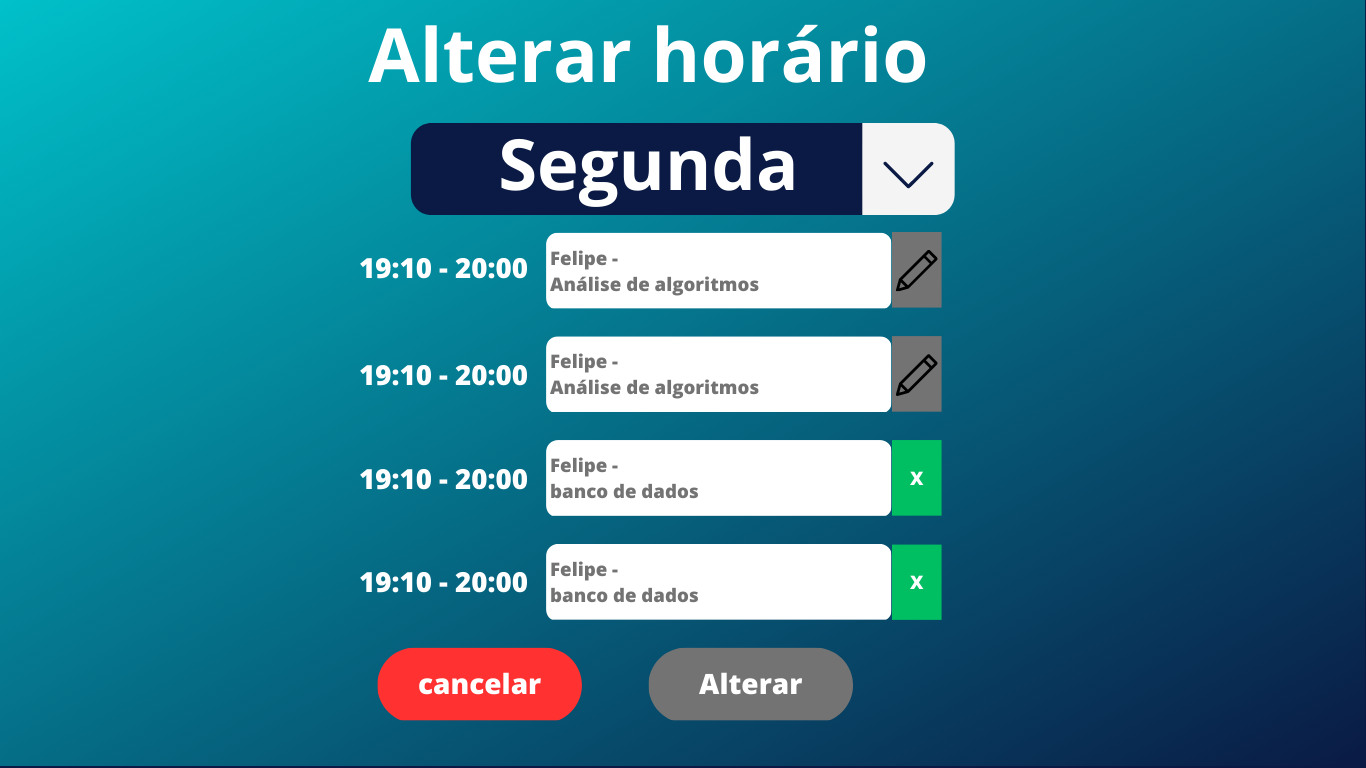 Alterar horário
Segunda
19:10 - 20:00
Felipe -
Análise de algoritmos
19:10 - 20:00
Felipe -
Análise de algoritmos
19:10 - 20:00
Felipe -
banco de dados
x
19:10 - 20:00
Felipe -
banco de dados
x
cancelar
Alterar